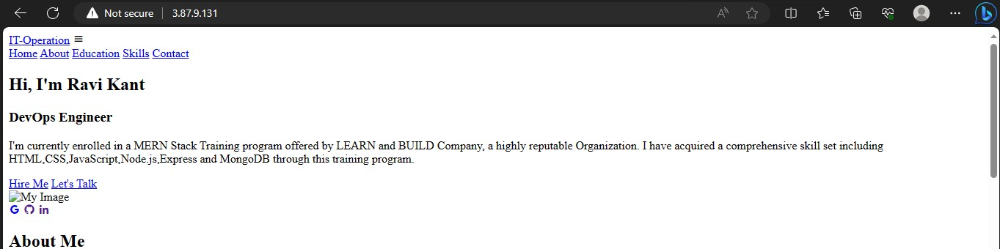 Not secure 3.87.9.131
IT-Operation
Home About Education Skills Contact
Hi, I'm Ravi Kant
DevOps Engineer
I'm currently enrolled in a MERN Stack Training program offered by LEARN and BUILD Company, a highly reputable Organization. I have acquired a comprehensive skill set including
HTML,CSS,JavaScript,Node.js,Express and MongoDB through this training program.
Hire Me Let's Talk
My Image
About Me